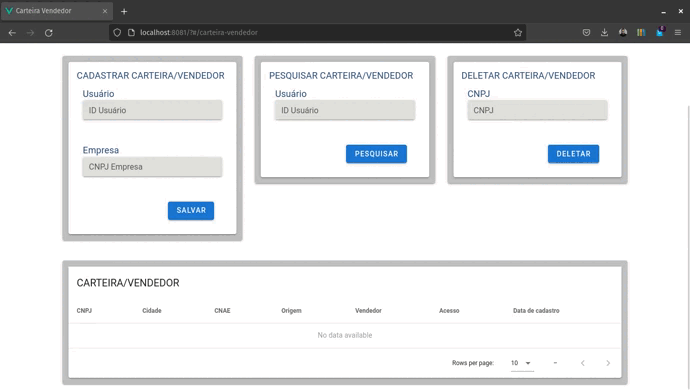 Carteira Vendedor
localhost:8081/?#/carteira-vendedor
CADASTRAR CARTEIRA/VENDEDOR
Usuário
ID Usuário
Empresa
CNPJ Empresa
SALVAR
PESQUISAR CARTEIRA/VENDEDOR
Usuário
ID Usuário
PESQUISAR
DELETAR CARTEIRA/VENDEDOR
CNPJ
CNPJ
DELETAR
CARTEIRA/VENDEDOR
CNPJ Cidade CNAE Origem Vendedor Acesso Data de cadastro
No data available
Rows per page: 10 –